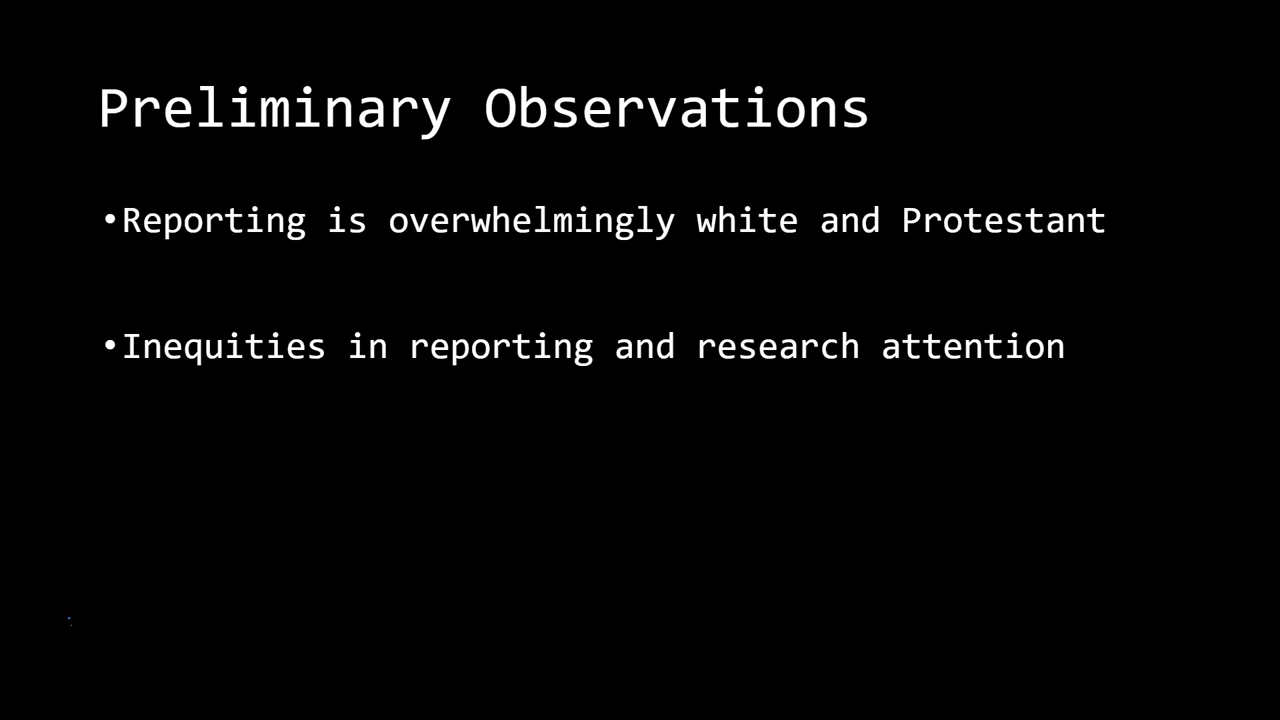 Preliminary Observations
•Reporting is overwhelmingly white and Protestant
•Inequities in reporting and research attention